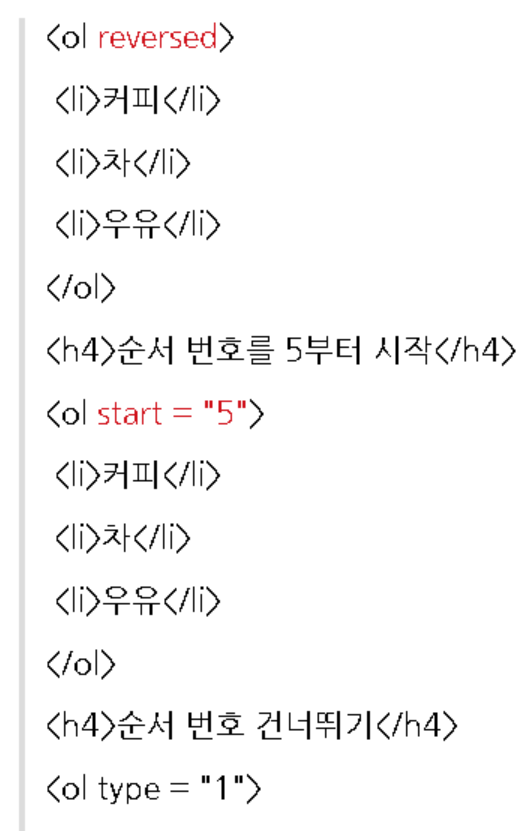 <ol reversed>
<li>커피</li>
<li>차</li>
<li>우유</li>
</ol>
<h4>순서 번호를 5부터 시작</h4>
<ol start = "5">
<li>커피</li>
<li>차</li>
<li>우유</li>
</ol>
<h4>순서 번호 건너뛰기</h4>
<ol type = "1">